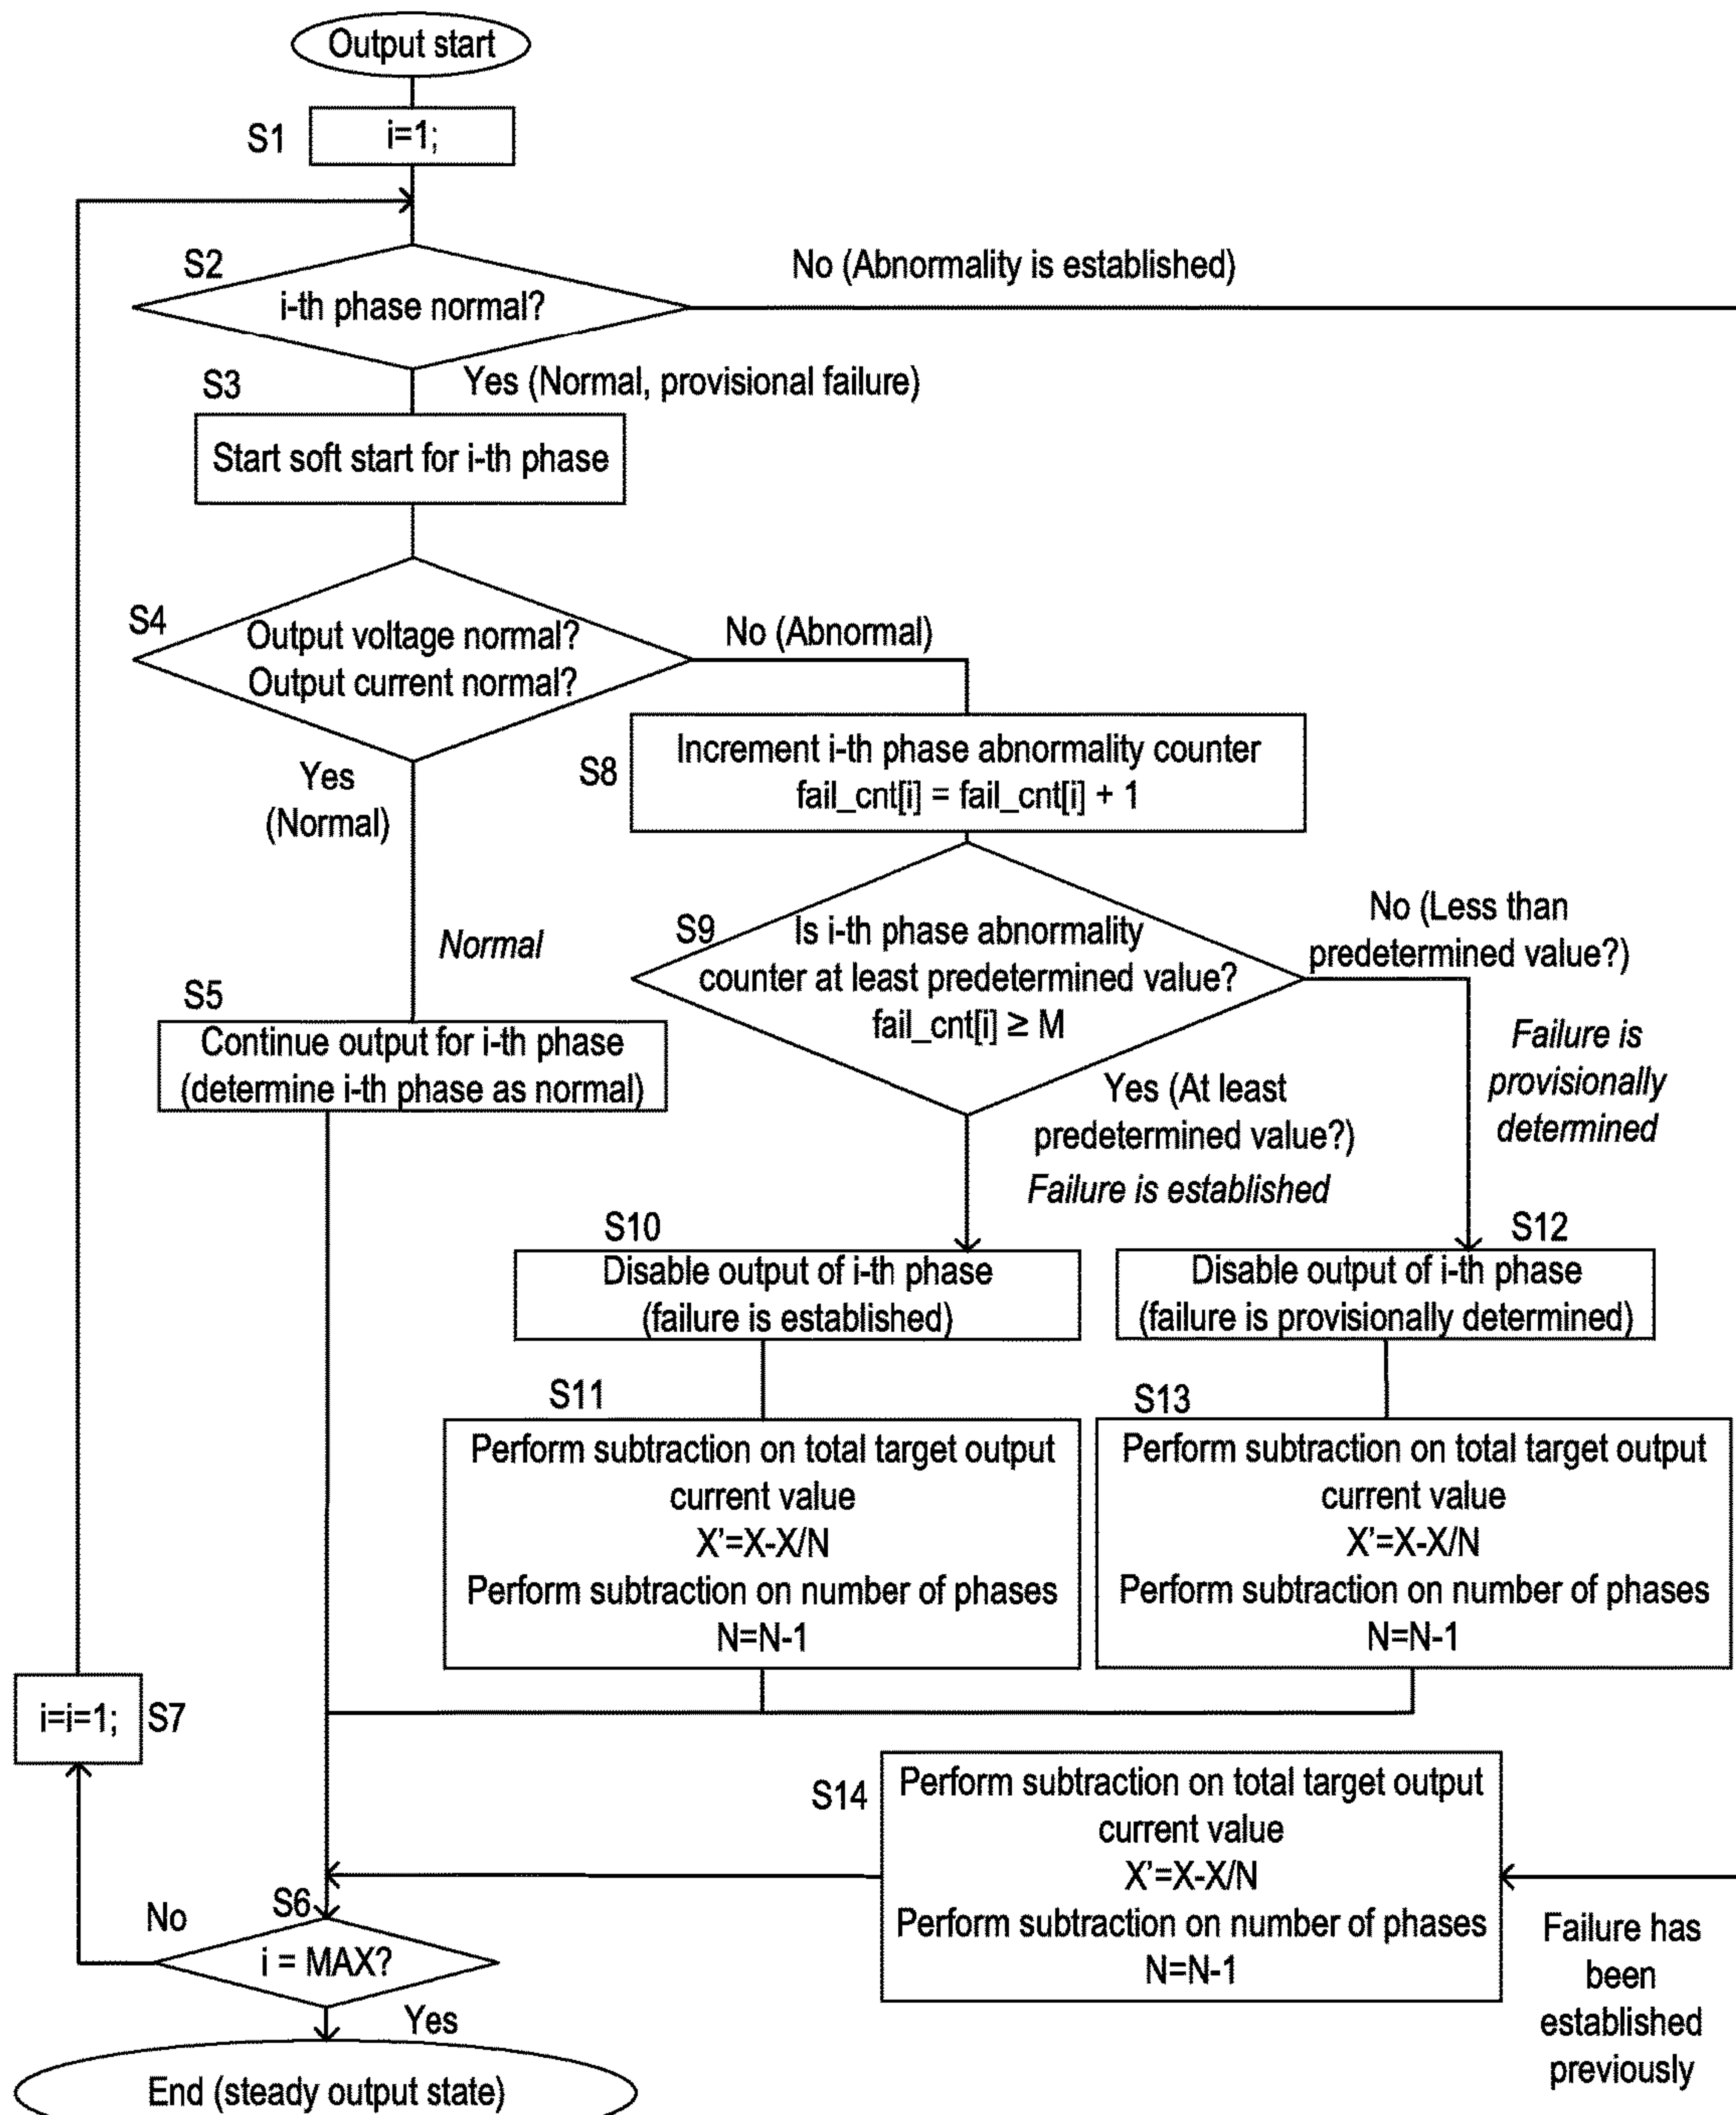 Output start
S1
i=1;
S2
i-th phase normal?
No (Abnormality is established)
Yes (Normal, provisional failure)
S3
Start soft start for i-th phase
S4
Output voltage normal?
Output current normal?
No (Abnormal)
Yes
(Normal)
S8
Increment i-th phase abnormality counter
fail_cnt[i] = fail_cnt[i] + 1
Normal
S9
Is i-th phase abnormality
counter at least predetermined value?
fail_cnt[i] ≥ M
No (Less than
predetermined value?)
Failure is
provisionally
determined
S5
Continue output for i-th phase
(determine i-th phase as normal)
Yes (At least
predetermined value?)
Failure is established
S10
Disable output of i-th phase
(failure is established)
S12
Disable output of i-th phase
(failure is provisionally determined)
S11
Perform subtraction on total target output
current value
X'=X-X/N
Perform subtraction on number of phases
N=N-1
S13
Perform subtraction on total target output
current value
X'=X-X/N
Perform subtraction on number of phases
N=N-1
i=i=1;
S7
S14
Perform subtraction on total target output
current value
X'=X-X/N
Perform subtraction on number of phases
N=N-1
Failure has
been
established
previously
S6
No
i = MAX?
Yes
End (steady output state)